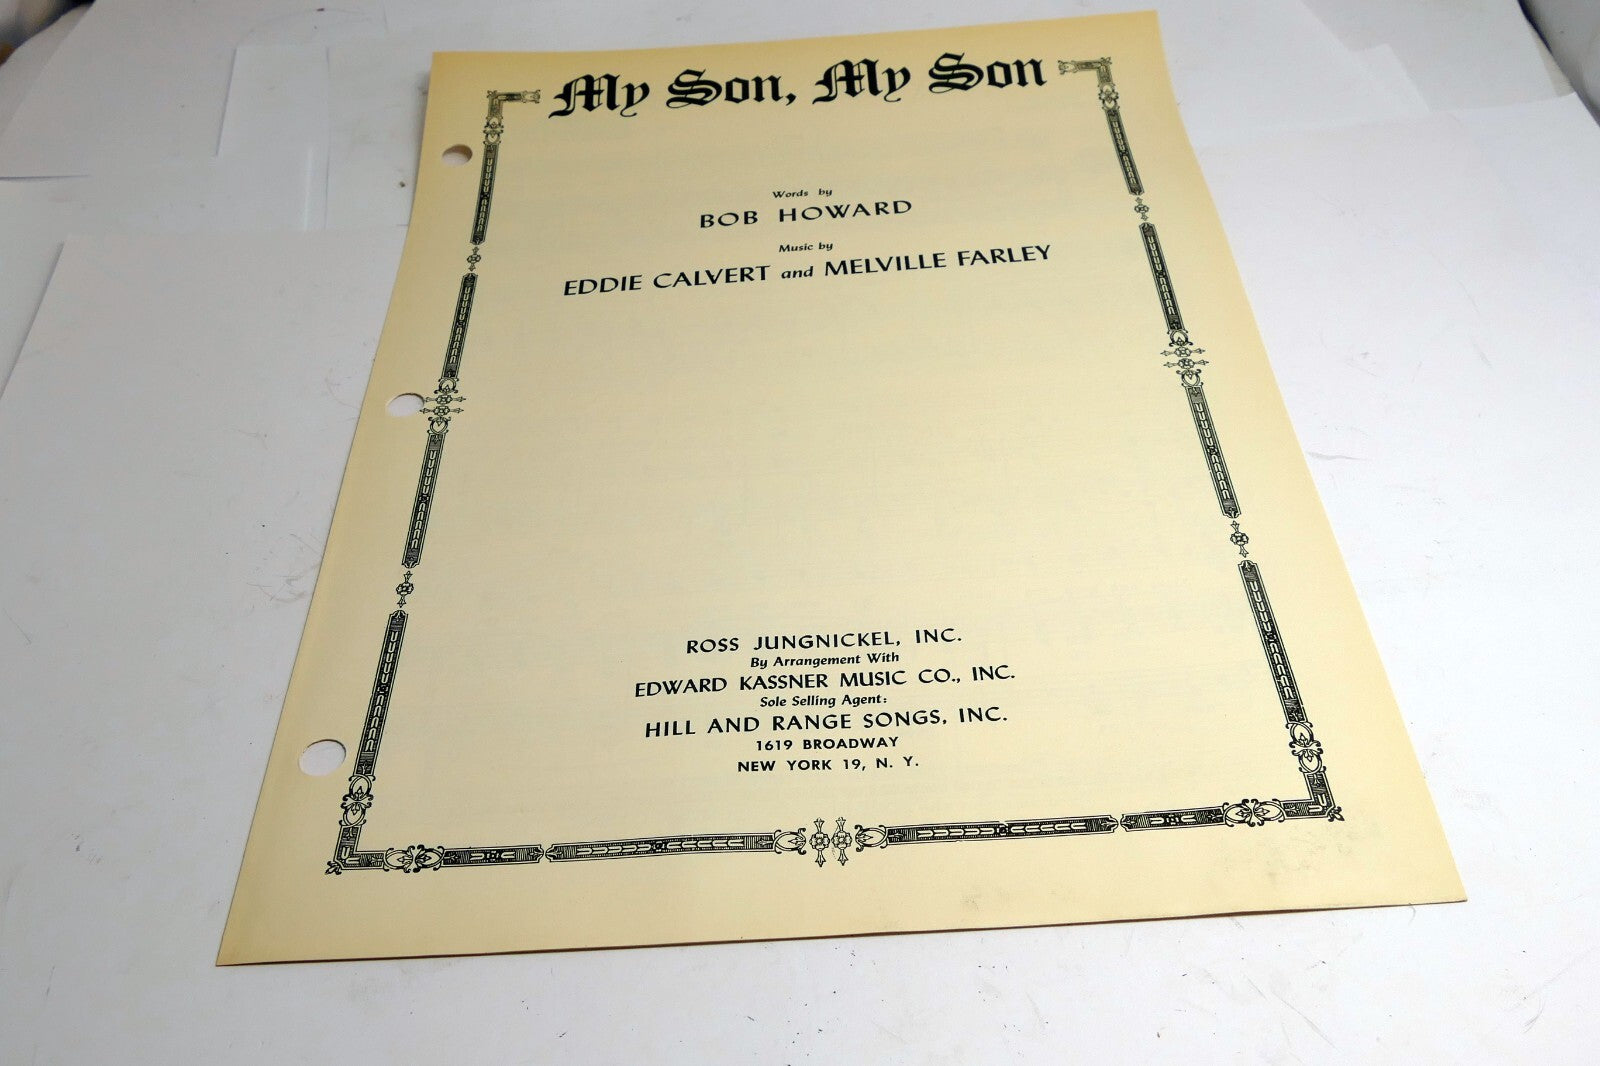 My Son, My Son
Words by
BOB HOWARD
Music by
EDDIE CALVERT and MELVILLE FARLEY
ROSS JUNGNICKEL, INC.
By Arrangement With
EDWARD KASSNER MUSIC CO., INC.
Sole Selling Agent:
HILL AND RANGE SONGS, INC.
1619 BROADWAY
NEW YORK 19, N. Y.